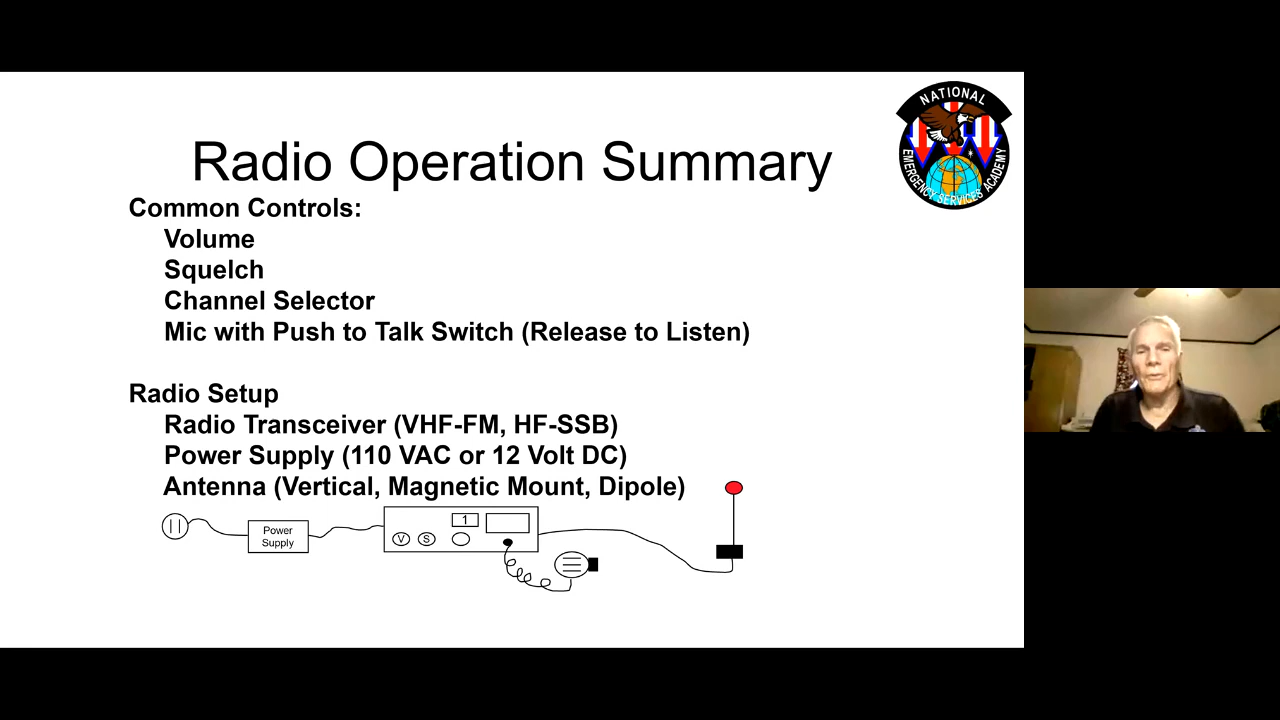 NATIONAL
EMERGENCY SERVICES ACADEMY
Radio Operation Summary
Common Controls:
Volume
Squelch
Channel Selector
Mic with Push to Talk Switch (Release to Listen)
Radio Setup
Radio Transceiver (VHF-FM, HF-SSB)
Power Supply (110 VAC or 12 Volt DC)
Antenna (Vertical, Magnetic Mount, Dipole)
Power
Supply
1
V S